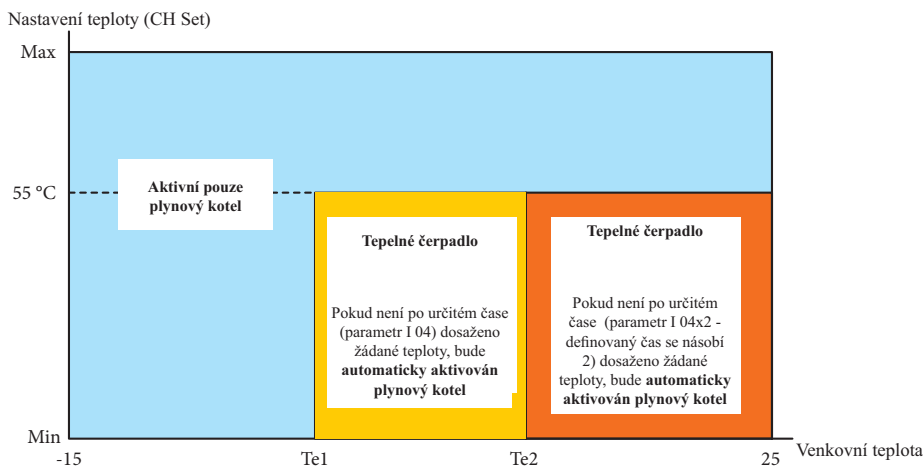 Nastavení teploty (CH Set)
Max
55 °C
Aktivní pouze
plynový kotel
Tepelné čerpadlo
Pokud není po určitém čase
(parametr I 04) dosaženo
žádané teploty, bude
automaticky aktivován
plynový kotel
Tepelné čerpadlo
Pokud není po určitém
čase (parametr I 04x2 -
definovaný čas se násobí
2) dosaženo žádané
teploty, bude automaticky
aktivován plynový kotel
Min
-15
Te1
Te2
25
Venkovní teplota